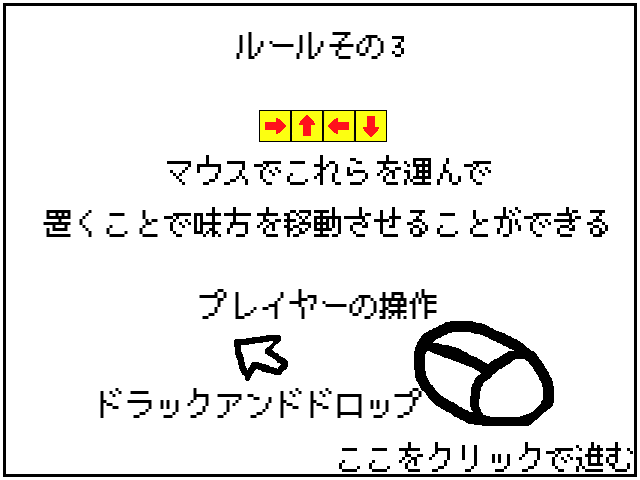 ルールその3
マウスでこれらを運んで
置くことで味方を移動させることができる
プレイヤーの操作
ドラックアンドドロップ
ここをクリックで進む